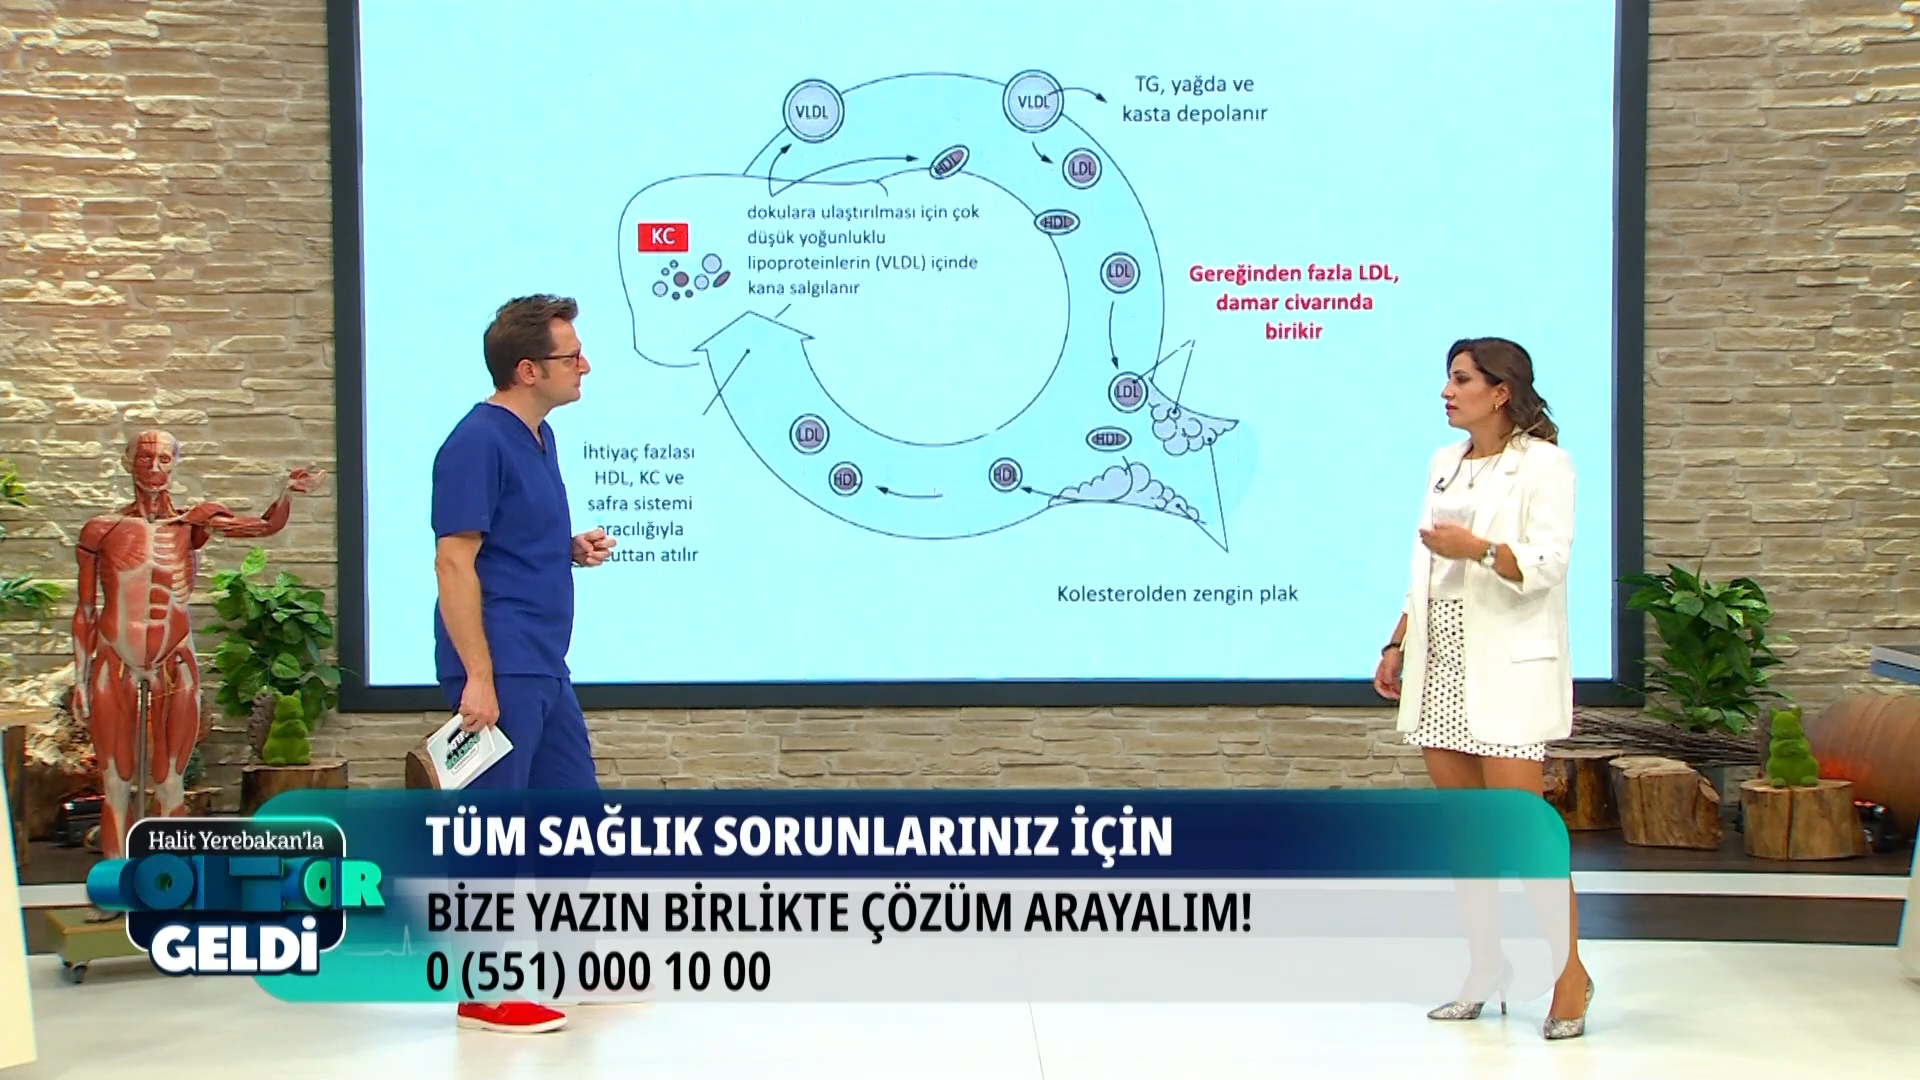 VLDL
VLDL
TG, yağda ve
kasta depolanır
HDL
LDL
HDL
dokulara ulaştırılması için çok
düşük yoğunluklu
lipoproteinlerin (VLDL) içinde
kana salgılanır
KC
LDL
Gereğinden fazla LDL,
damar civarında
birikir
LDL
LDL
HDL
İhtiyaç fazlası
HDL, KC ve
safra sistemi
aracılığıyla
uttan atılır
HDL
HDL
Kolesterolden zengin plak
Halit Yerebakan'la
DOKTOR
GELDİ
TÜM SAĞLIK SORUNLARINIZ İÇİN
BİZE YAZIN BİRLİKTE ÇÖZÜM ARAYALIM!
0 (551) 000 10 00